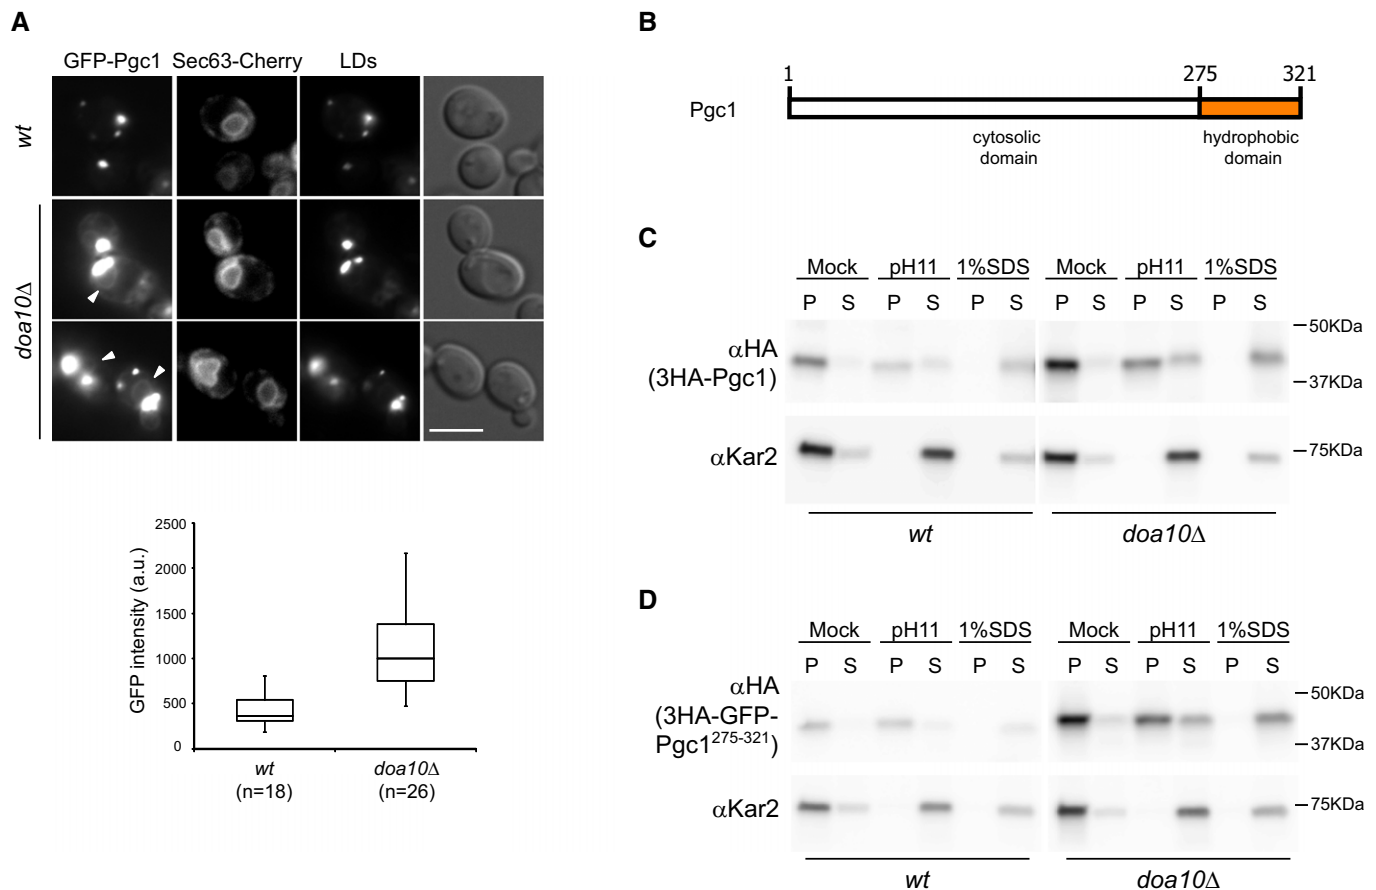 A
GFP-Pgc1 Sec63-Cherry LDs
wt
doa10Δ
GFP intensity (a.u.)
2500
2000
1500
1000
500
0
wt
(n=18)
doa10Δ
(n=26)
B
1 275 321
Pgc1
cytosolic
domain
hydrophobic
domain
C
Mock pH11 1%SDS Mock pH11 1%SDS
P S P S P S P S P S P S
αHA
(3HA-Pgc1)
50KDa
37KDa
αKar2
75KDa
wt doa10Δ
D
Mock pH11 1%SDS Mock pH11 1%SDS
P S P S P S P S P S P S
αHA
(3HA-GFP-
Pgc1275-321)
50KDa
37KDa
αKar2
75KDa
wt doa10Δ